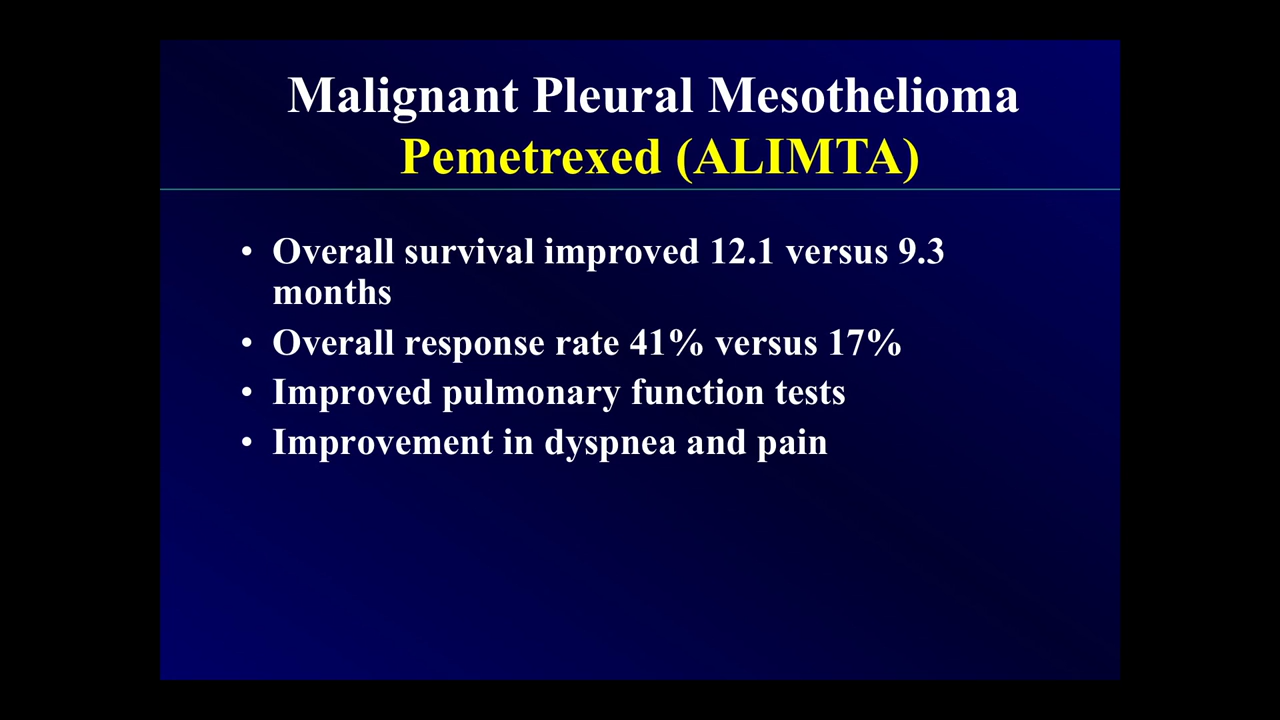 Malignant Pleural Mesothelioma
Pemetrexed (ALIMTA)
• Overall survival improved 12.1 versus 9.3
months
• Overall response rate 41% versus 17%
• Improved pulmonary function tests
• Improvement in dyspnea and pain